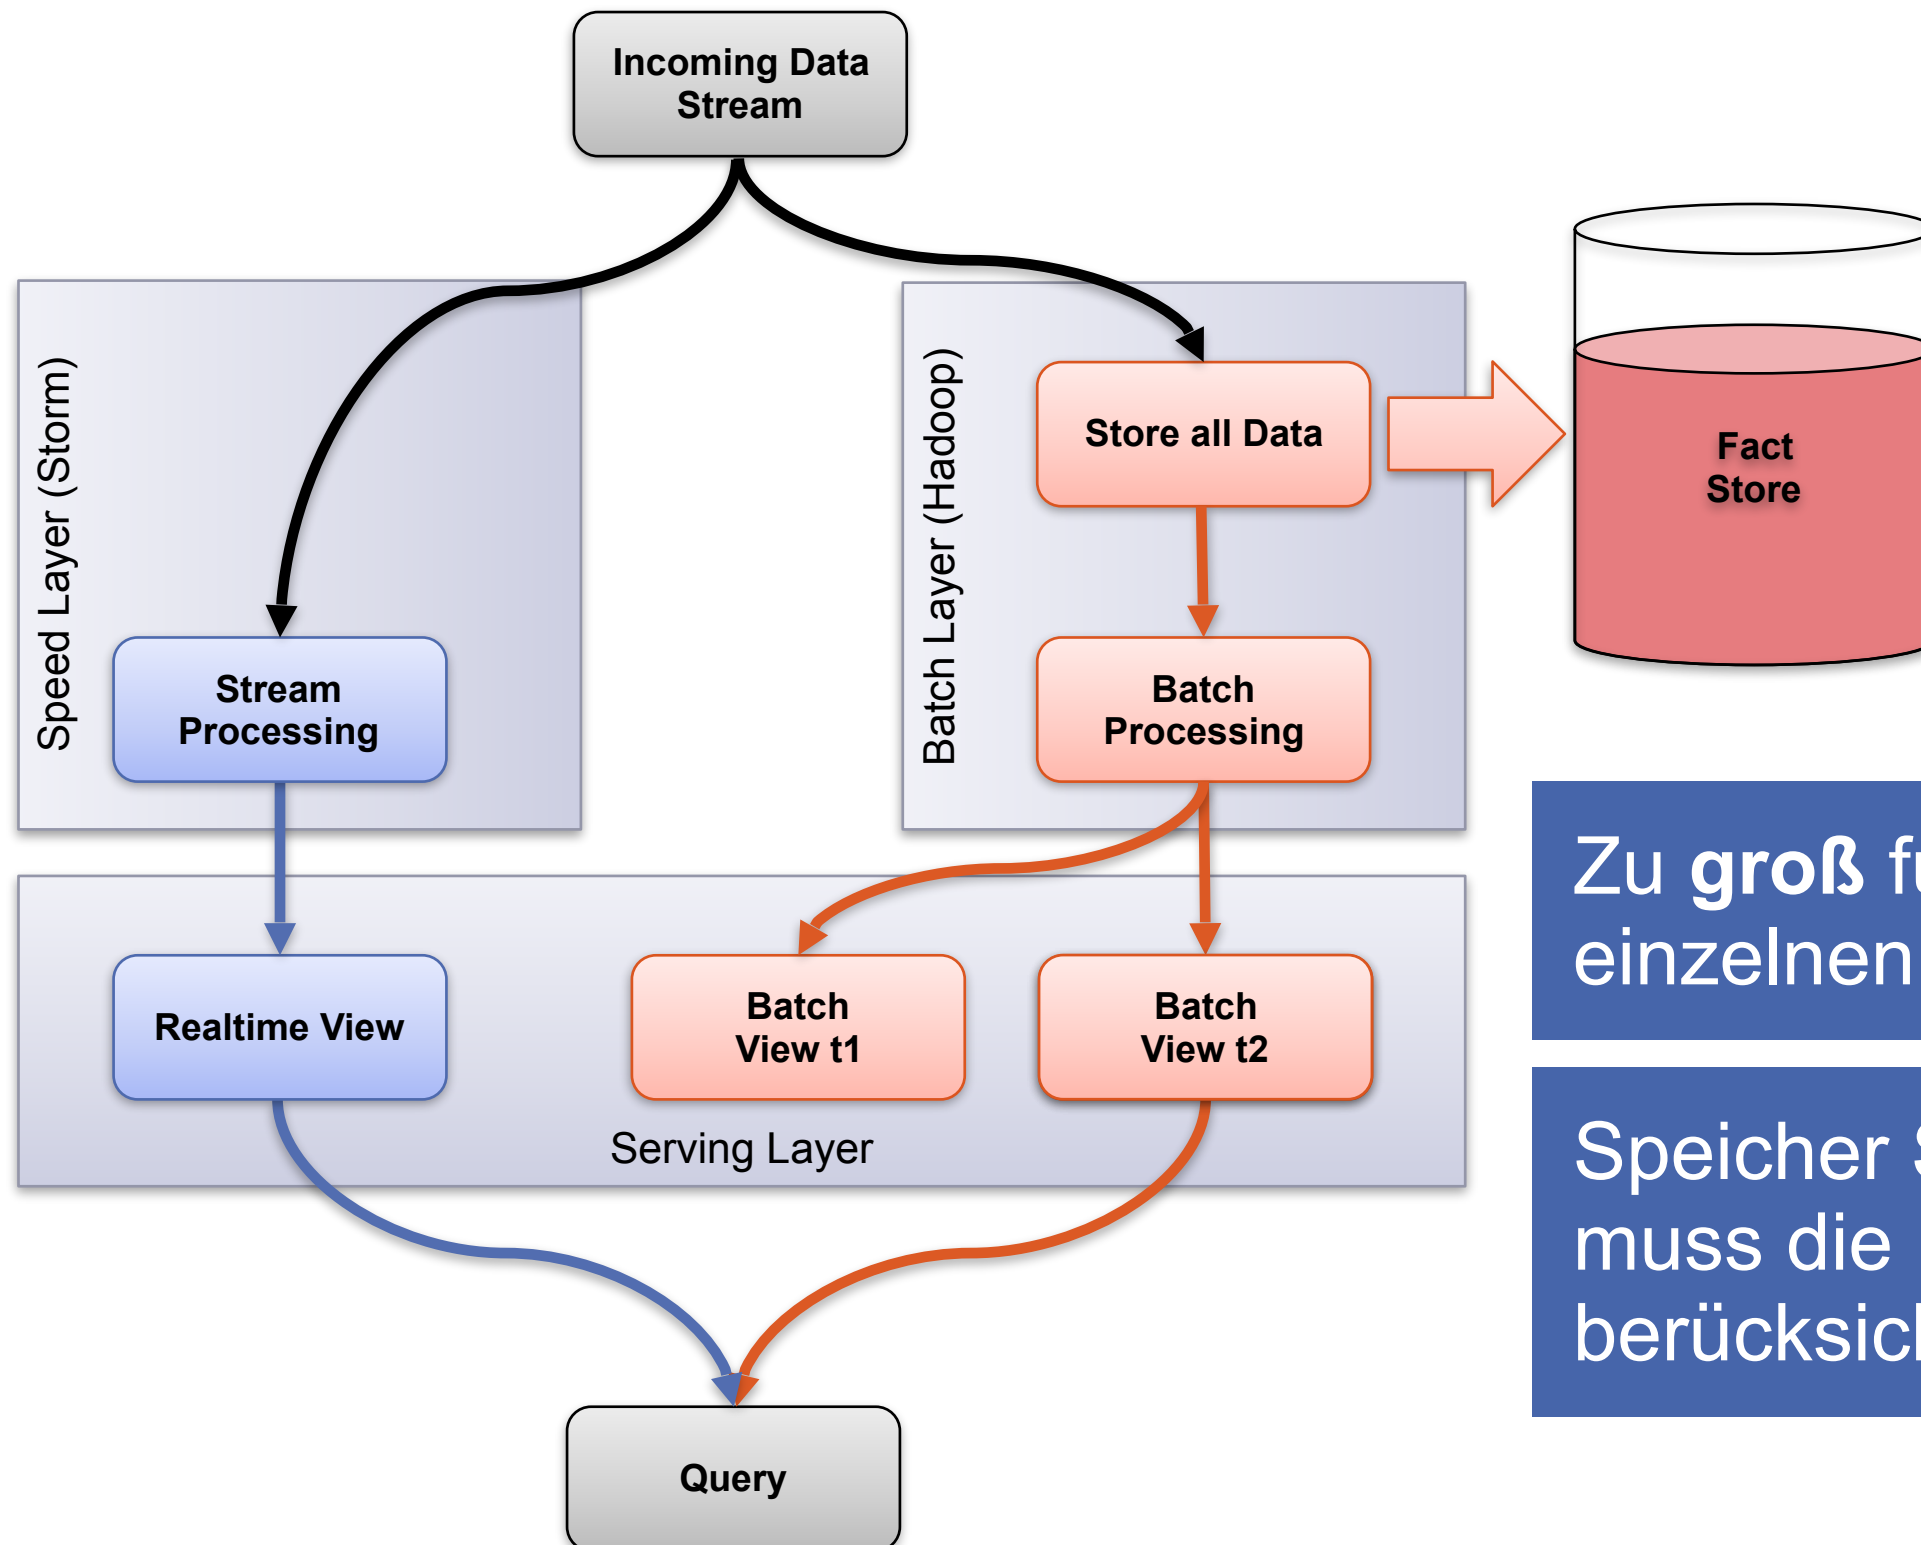 Incoming Data
Stream
Speed Layer (Storm)
Batch Layer (Hadoop)
Store all Data
Fact
Store
Stream
Processing
Batch
Processing
Zu groß
einzelnen
Realtime View
Batch
View t1
Batch
View t2
Serving Layer
Speicher
muss die
Query